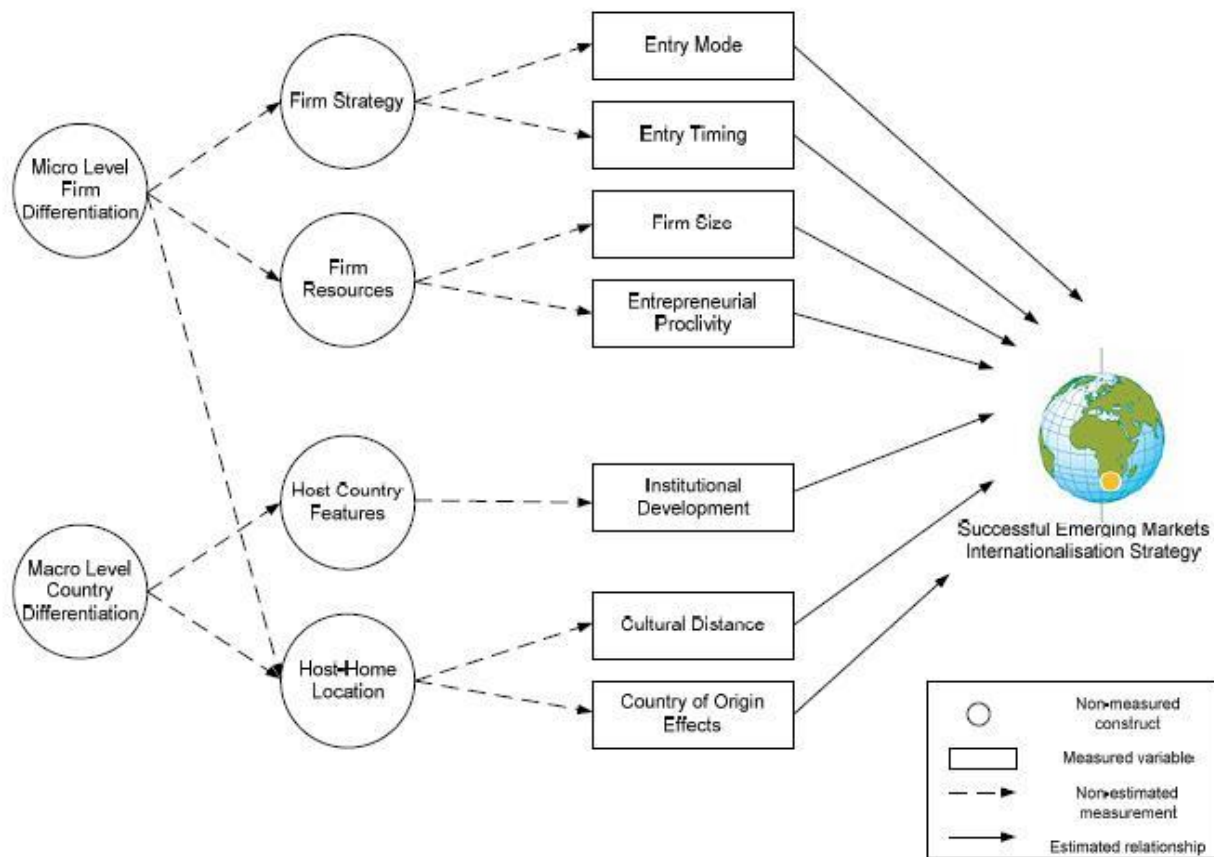 Micro Level
Firm
Differentiation
Macro Level
Country
Differentiation
Firm Strategy
Firm
Resources
Host Country
Features
Host-Home
Location
Entry Mode
Entry Timing
Firm Size
Entrepreneurial
Proclivity
Institutional
Development
Cultural Distance
Country of Origin
Effects
Successful Emerging Markets
Internationalisation Strategy
Non-measured
construct
Measured variable
Non-estimated
measurement
Estimated relationship